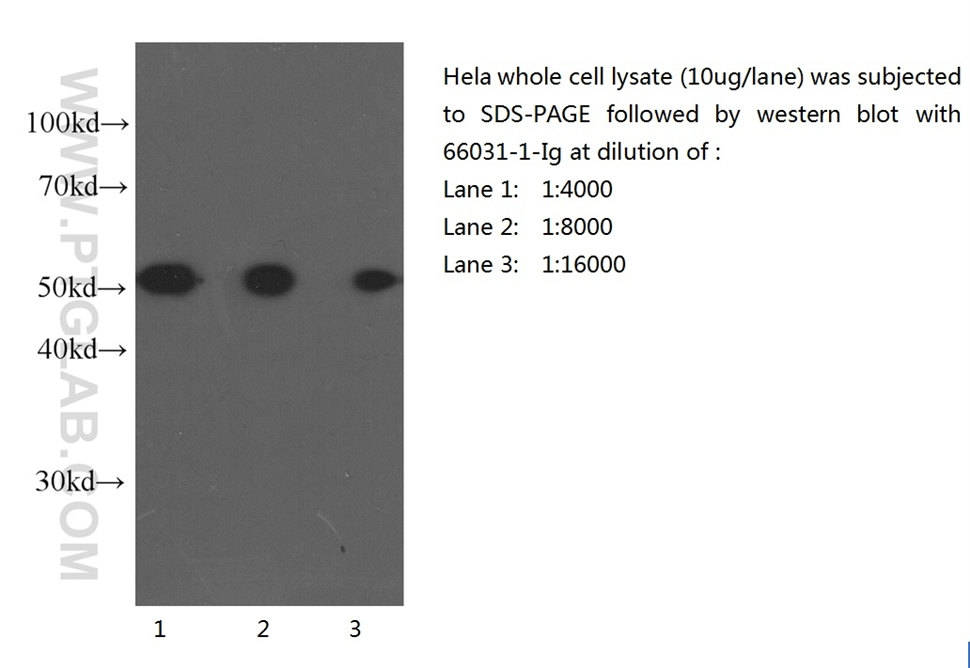 WWW.PTGLAB.COM
100kd→
70kd→
50kd→
40kd→
30kd→
1 2 3
Hela whole cell lysate (10ug/lane) was subjected
to SDS-PAGE followed by western blot with
66031-1-Ig at dilution of :
Lane 1: 1:4000
Lane 2: 1:8000
Lane 3: 1:16000